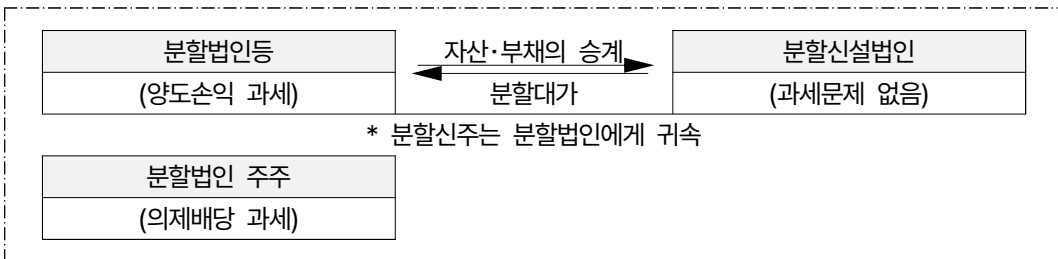 분할법인등 자산·부채의 승계 분할신설법인
(양도손익 과세) 분할대가 (과세문제 없음)
* 분할신주는 분할법인에게 귀속
분할법인 주주
(의제배당 과세)